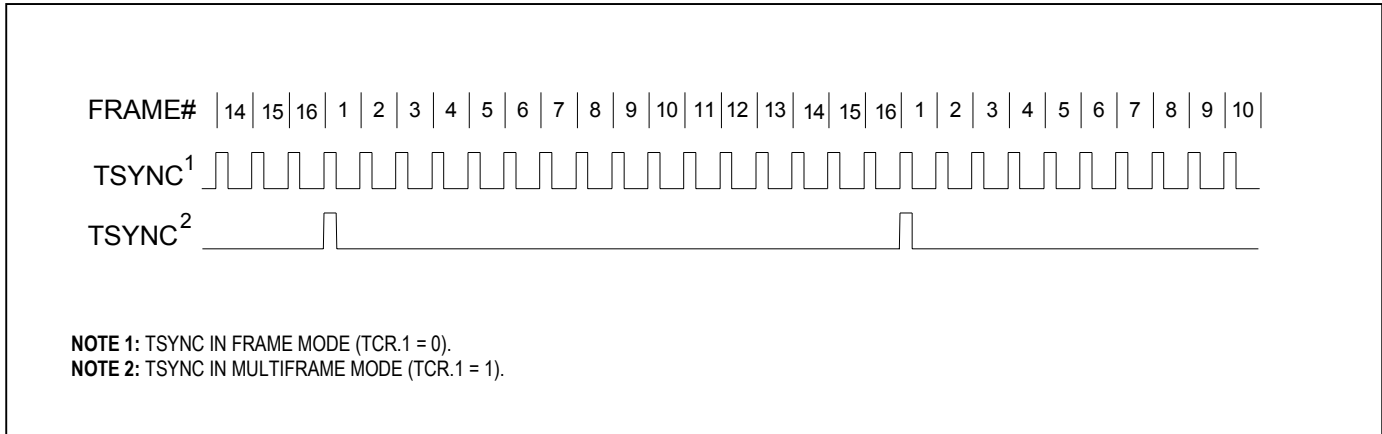 FRAME# 14 15 16 1 2 3 4 5 6 7 8 9 10 11 12 13 14 15 16 1 2 3 4 5 6 7 8 9 10
TSYNC1
TSYNC2
NOTE 1: TSYNC IN FRAME MODE (TCR.1 = 0).
NOTE 2: TSYNC IN MULTIFRAME MODE (TCR.1 = 1).